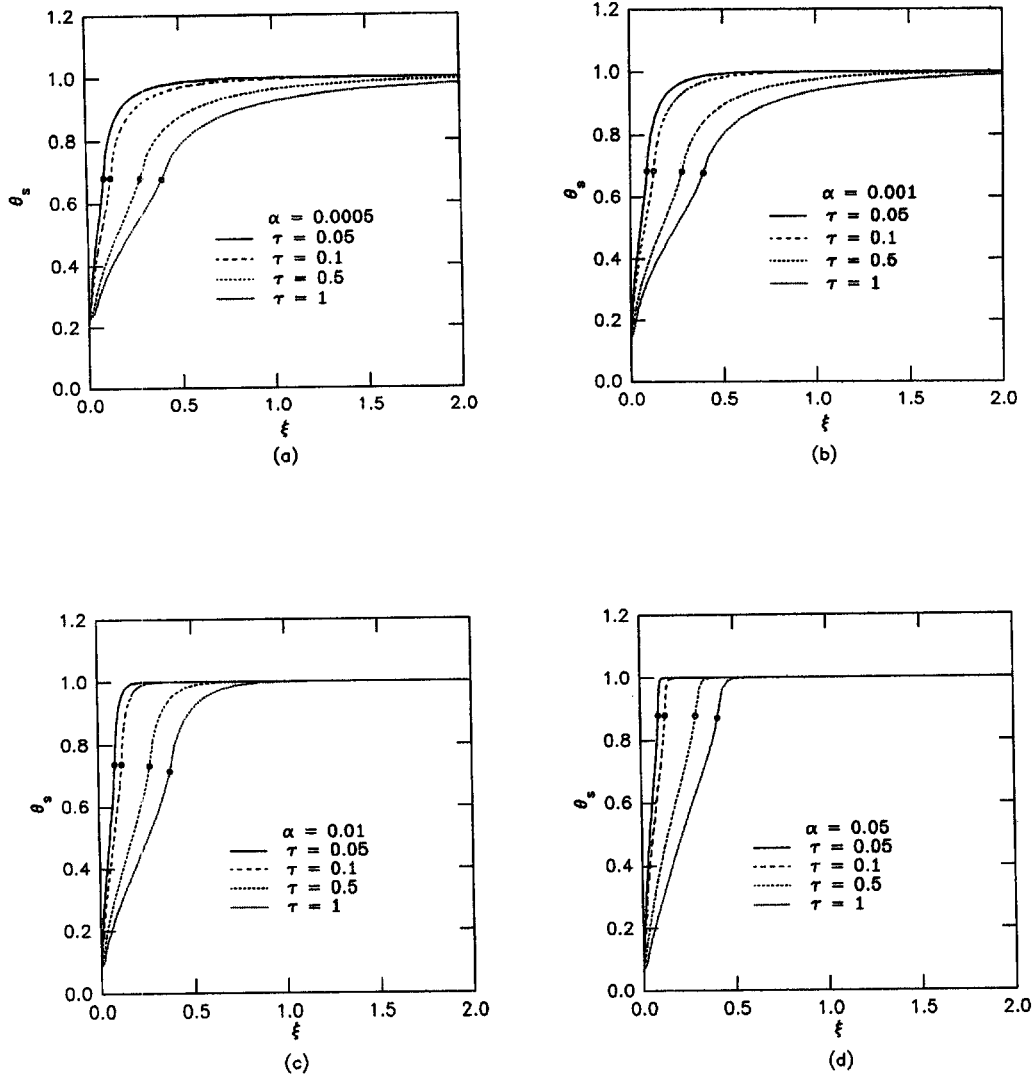 1.2
1.0
0.8
0.6
0.4
0.2
0.0
θs
α = 0.0005
τ = 0.05
τ = 0.1
τ = 0.5
τ = 1
0.0 0.5 1.0 1.5 2.0
ξ
(a)
1.2
1.0
0.8
0.6
0.4
0.2
0.0
θs
α = 0.001
τ = 0.05
τ = 0.1
τ = 0.5
τ = 1
0.0 0.5 1.0 1.5 2.0
ξ
(b)
1.2
1.0
0.8
0.6
0.4
0.2
0.0
θs
α = 0.01
τ = 0.05
τ = 0.1
τ = 0.5
τ = 1
0.0 0.5 1.0 1.5 2.0
ξ
(c)
1.2
1.0
0.8
0.6
0.4
0.2
0.0
θs
α = 0.05
τ = 0.05
τ = 0.1
τ = 0.5
τ = 1
0.0 0.5 1.0 1.5 2.0
ξ
(d)